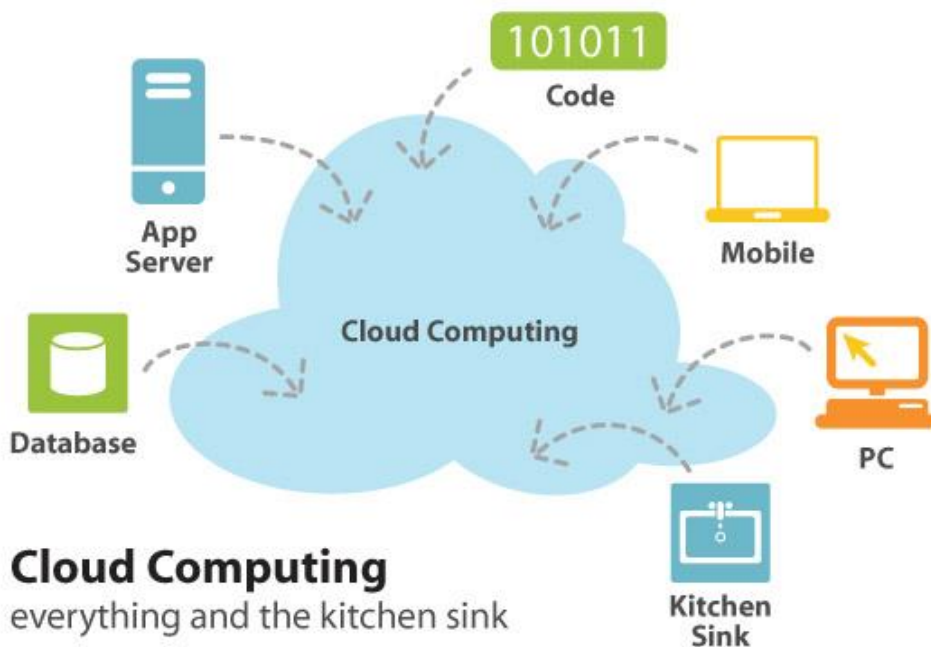 101011
Code
App
Server
Mobile
Cloud Computing
Database
PC
Kitchen
Sink
Cloud Computing
everything and the kitchen sink